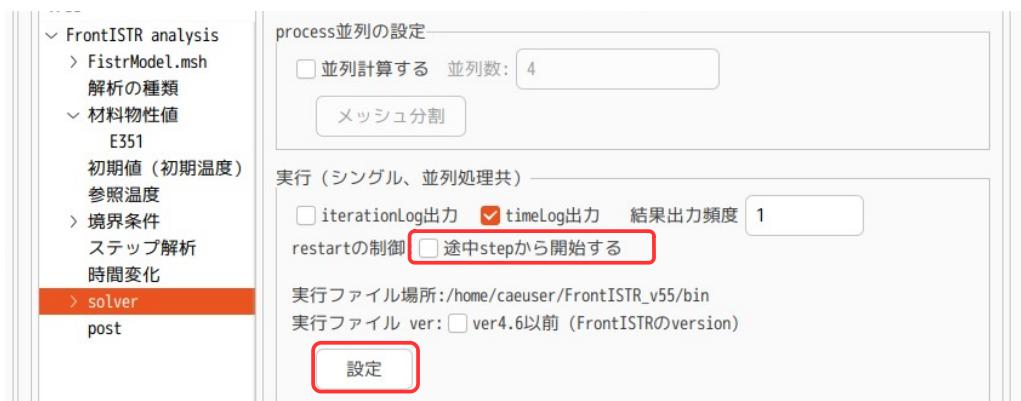 FrontISTR analysis
FistrModel.msh
解析の種類
材料物性値
E351
初期値（初期温度）
参照温度
境界条件
ステップ解析
時間変化
solver
post
process並列の設定
並列計算する 並列数: 4
メッシュ分割
実行（シングル、並列処理共）
iterationLog出力 timeLog出力 結果出力頻度 1
restartの制御 途中stepから開始する
実行ファイル場所:/home/caeuser/FrontISTR_v55/bin
実行ファイル ver: ver4.6以前（FrontISTRのversion）
設定